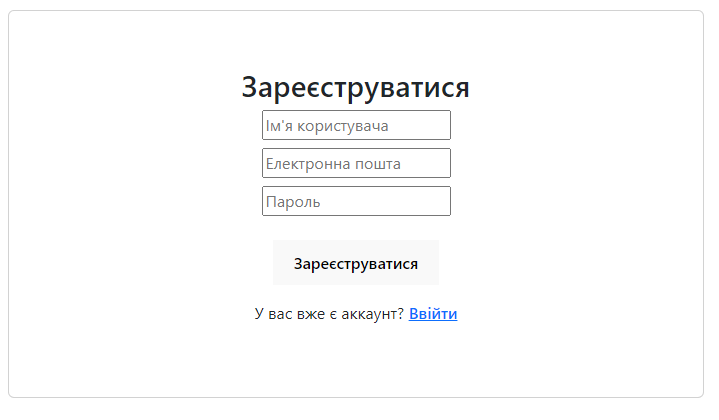 Зареєструватися
Ім'я користувача
Електронна пошта
Пароль
Зареєструватися
У вас вже є аккаунт? Ввійти